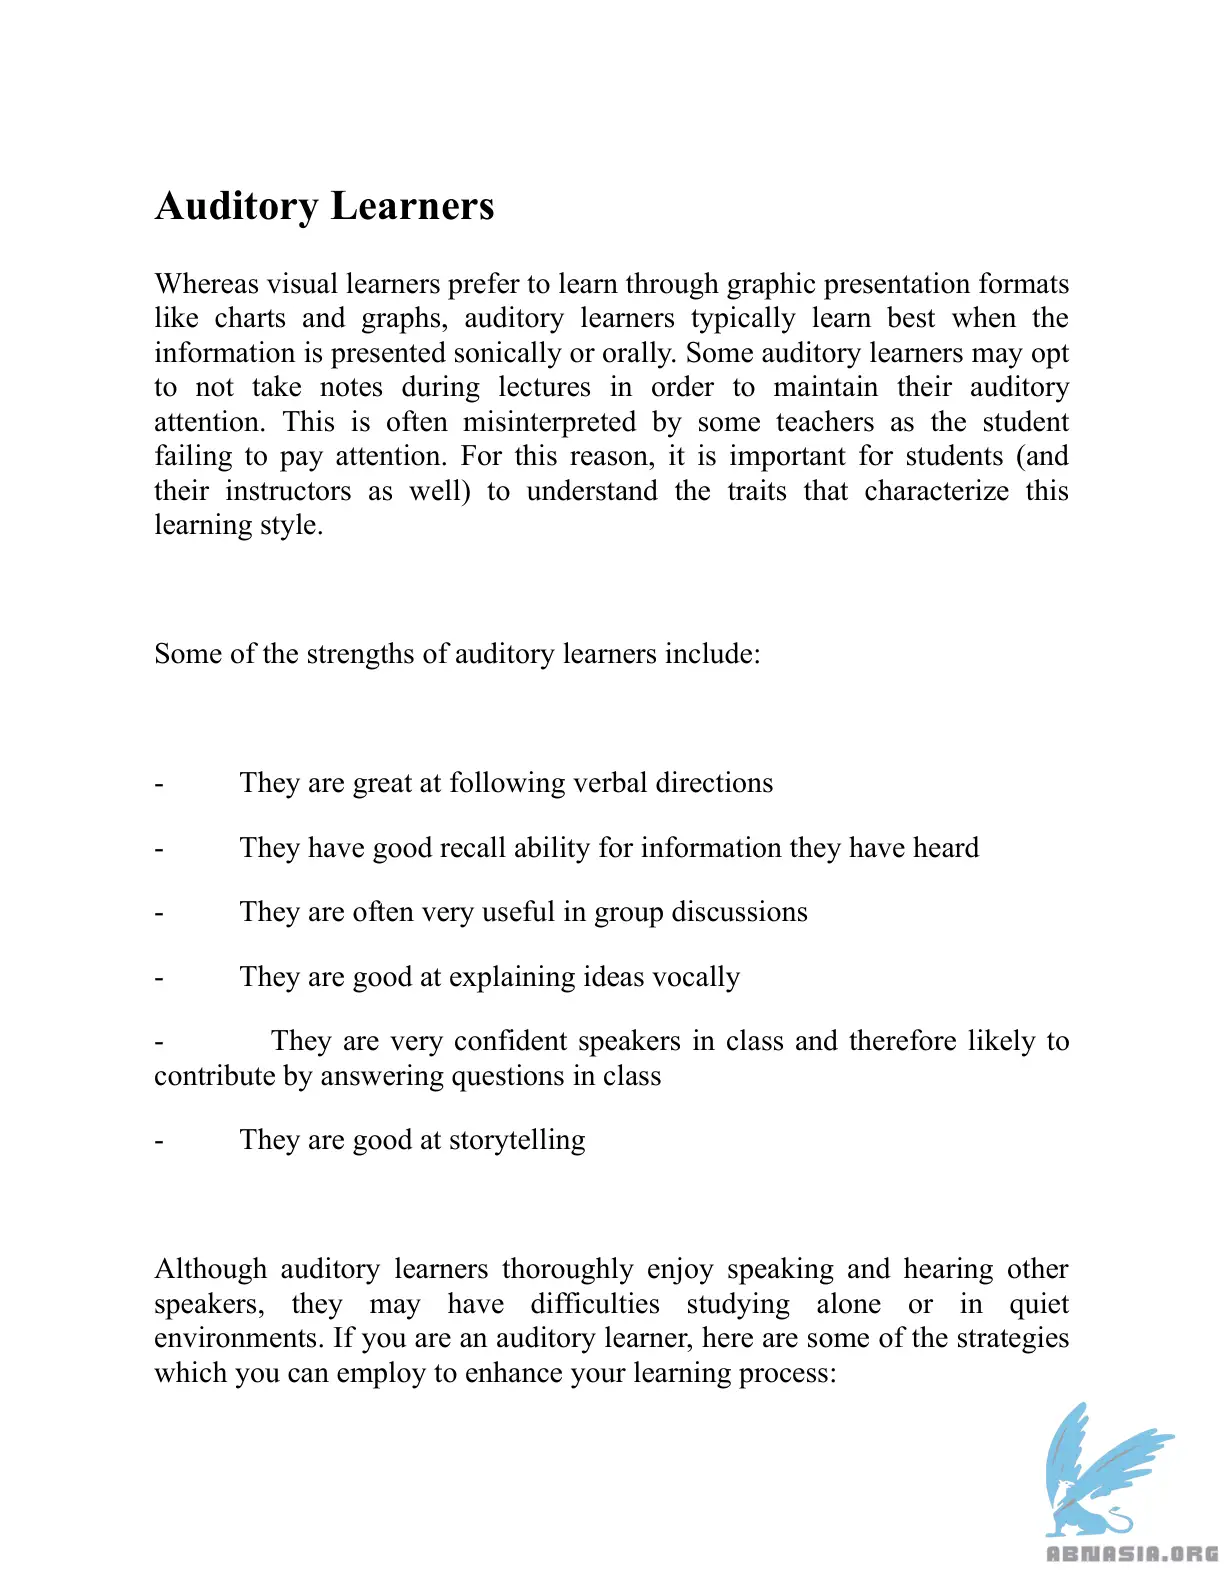 Auditory Learners
Whereas visual learners prefer to learn through graphic presentation formats
like charts and graphs, auditory learners typically learn best when the
information is presented sonically or orally. Some auditory learners may opt
to not take notes during lectures in order to maintain their auditory
attention. This is often misinterpreted by some teachers as the student
failing to pay attention. For this reason, it is important for students (and
their instructors as well) to understand the traits that characterize this
learning style.
Some of the strengths of auditory learners include:
- They are great at following verbal directions
- They have good recall ability for information they have heard
- They are often very useful in group discussions
- They are good at explaining ideas vocally
- They are very confident speakers in class and therefore likely to
contribute by answering questions in class
- They are good at storytelling
Although auditory learners thoroughly enjoy speaking and hearing other
speakers, they may have difficulties studying alone or in quiet
environments. If you are an auditory learner, here are some of the strategies
which you can employ to enhance your learning process:
ABNASIA.ORG